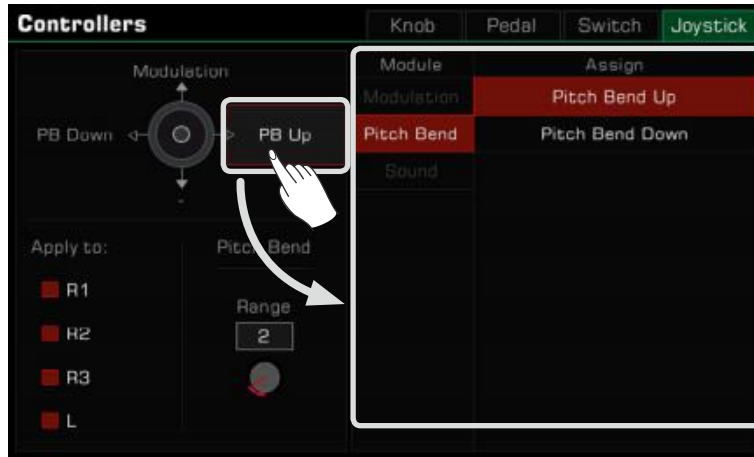 Controllers
Knob
Pedal
Switch
Joystick
Modulation
PB Down
PB Up
-
Apply to:
R1
R2
R3
L
Pitch Bend
Range
2
Module
Assign
Modulation
Pitch Bend Up
Pitch Bend
Pitch Bend Down
Sound